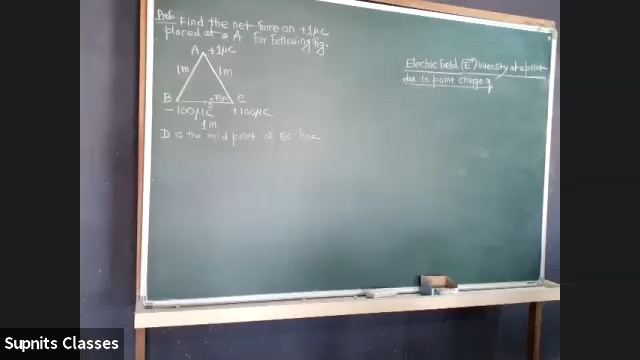 Prob: Find the net force on +1μC
placed at a A for following fig.
A +1μC
1m 1m
B C
-100μC +100μC
1m
D is the mid point of BC line
Electric field (E) Intensity at a point
due to point charge q
Supnits Classes